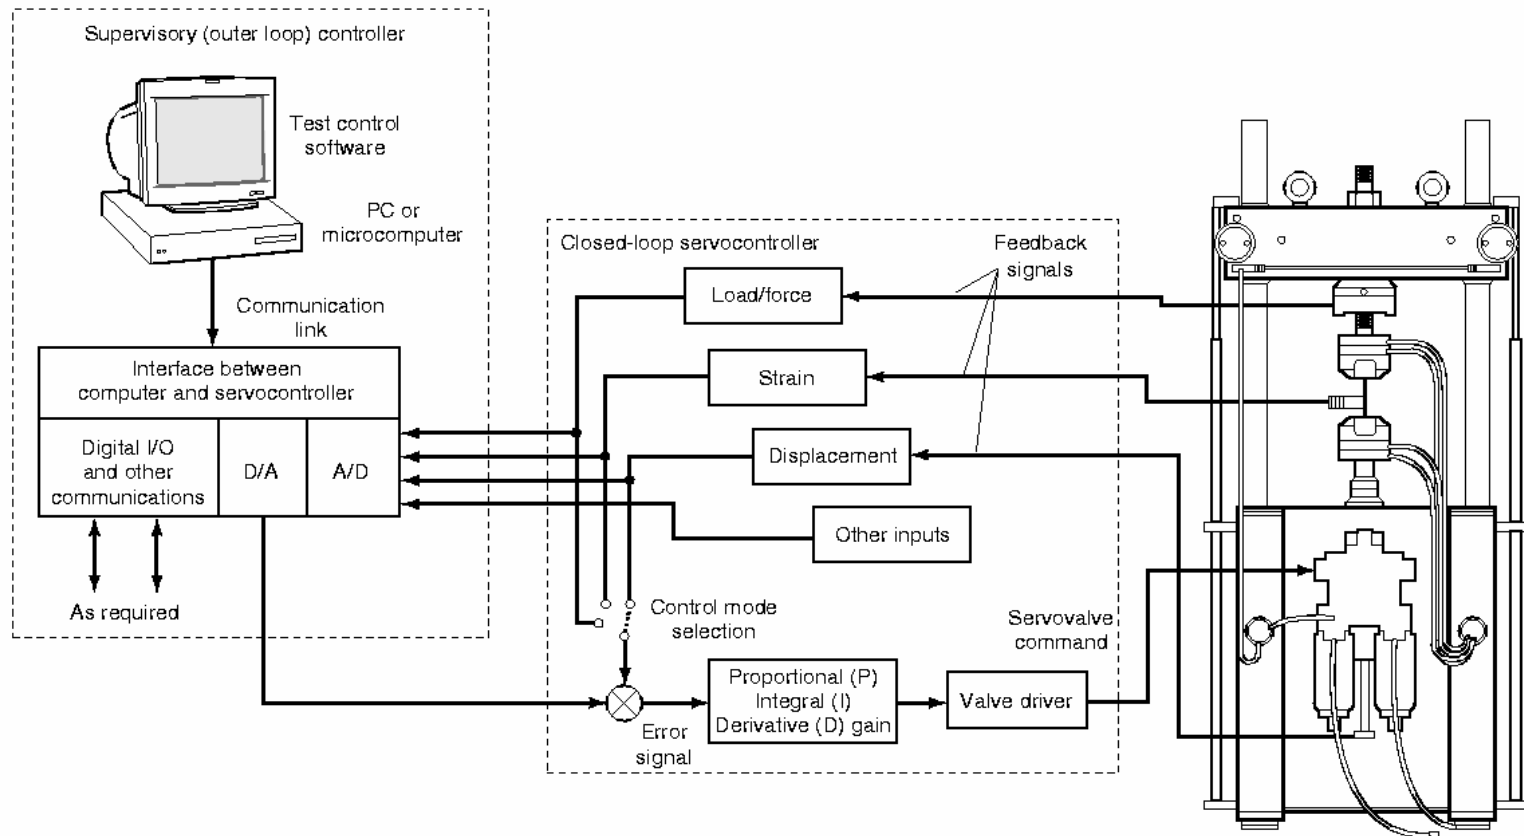 Supervisory (outer loop) controller
Test control
software
PC or
microcomputer
Communication
link
Interface between
computer and servocontroller
Digital I/O
and other
communications
D/A
A/D
As required
Closed-loop servocontroller
Feedback
signals
Load/force
Strain
Displacement
Other inputs
Control mode
selection
Servovalve
command
Proportional (P)
Integral (I)
Derivative (D) gain
Valve driver
Error
signal